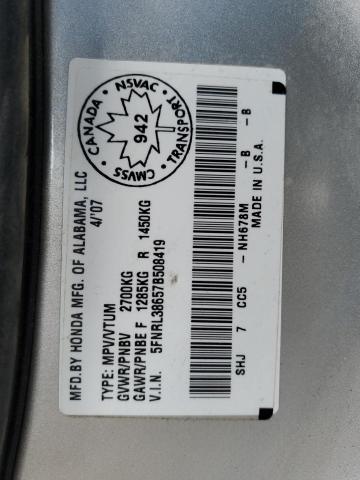 MFD.BY HONDA MFG. OF ALABAMA, LLC
4/'07
TYPE: MPV/VTUM
GVWR/PNBV 2700KG
GAWR/PNBE F 1285KG R 1450KG
V.I.N. 5FNRL38657B508419
CANADA · NSVAC · TRANSPORT · CMVSS
942
SHJ 7 CC5 -NH678M -B -B
MADE IN U.S.A.